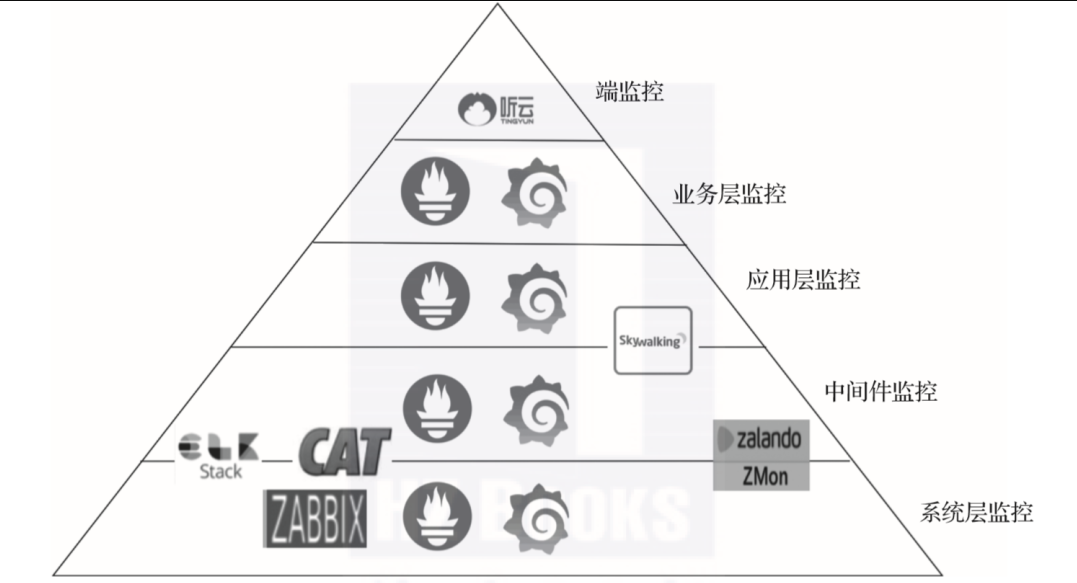 端监控
听云
TINGYUN
业务层监控
应用层监控
Skywalking
中间件监控
ELK
Stack
CAT
zalando
ZMon
ZABBIX
系统层监控